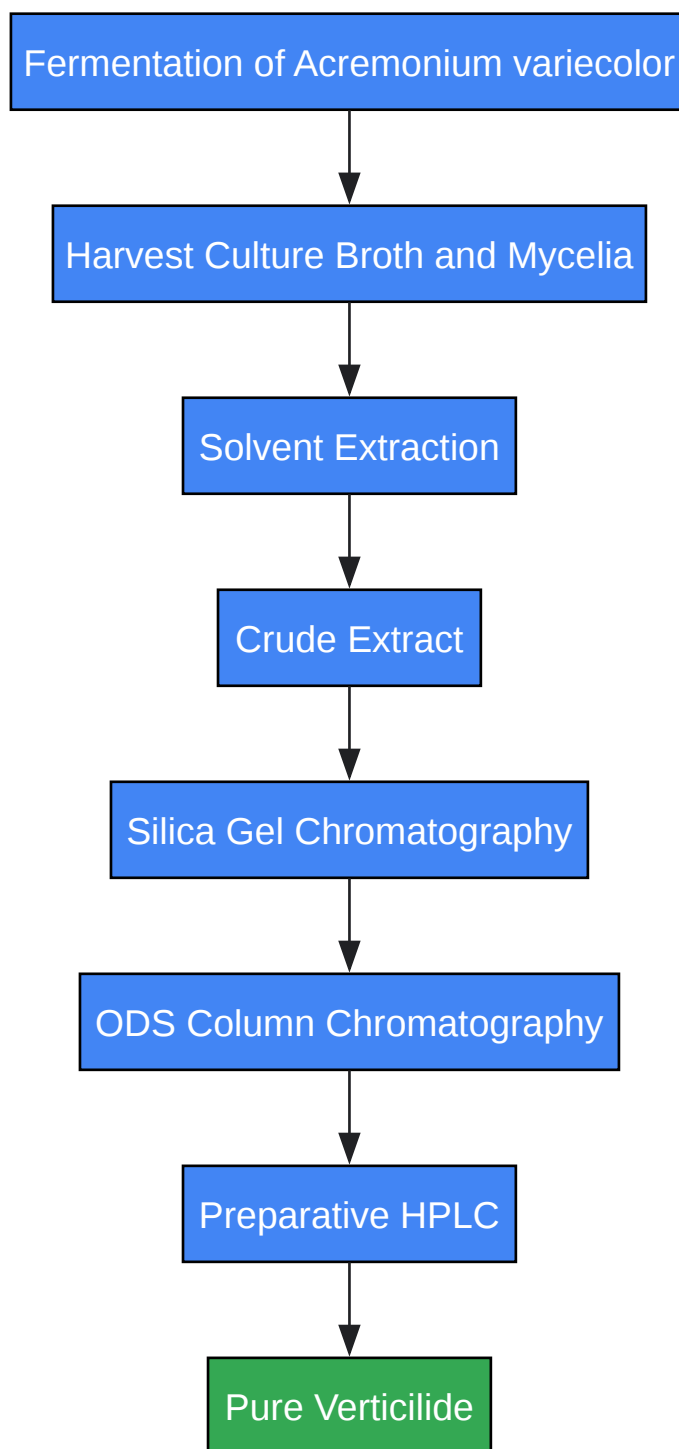 Fermentation of Acremonium variecolor
Harvest Culture Broth and Mycelia
Solvent Extraction
Crude Extract
Silica Gel Chromatography
ODS Column Chromatography
Preparative HPLC
Pure Verticilide